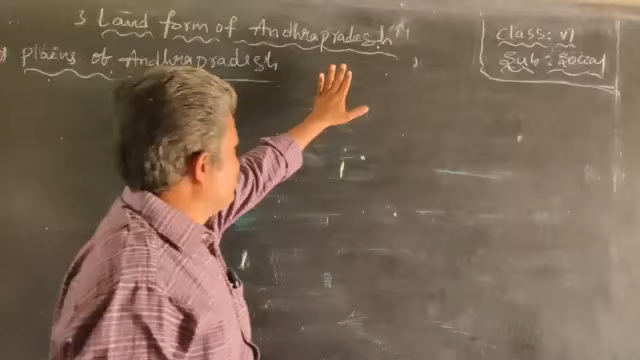 3 Land form of Andhrapradesh
plains of Andhrapradesh
class: VI
Sub: Social